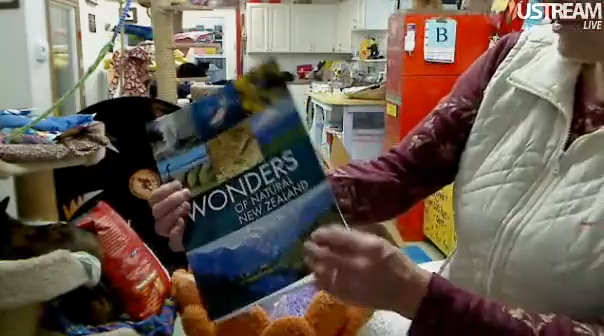 USTREAM
LIVE
B
WONDERS
OF NATURAL
NEW ZEALAND